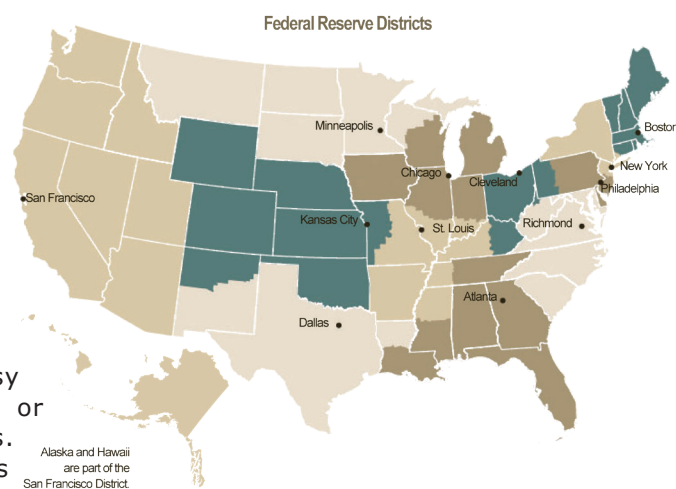 Federal Reserve Districts
Minneapolis
Boston
Chicago
Cleveland
New York
Philadelphia
San Francisco
Kansas City
St. Louis
Richmond
Atlanta
Dallas
sy
or
s.
s
Alaska and Hawaii
are part of the
San Francisco District.